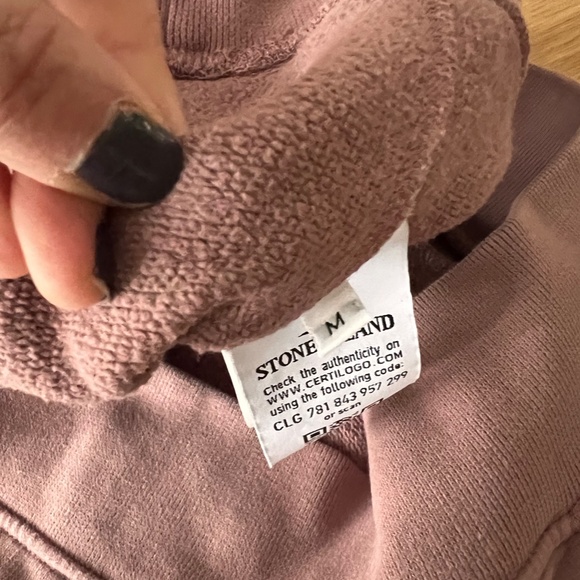 M
STONE ISLAND
Check the authenticity on
WWW.CERTILOGO.COM
using the following code:
CLG 781 843 957 299
or scan